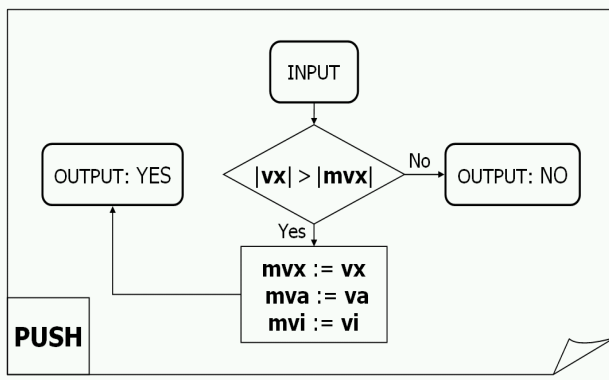 INPUT
|vx| > |mvx|
No
OUTPUT: YES
OUTPUT: NO
Yes
mvx := vx
mva := va
mvi := vi
PUSH